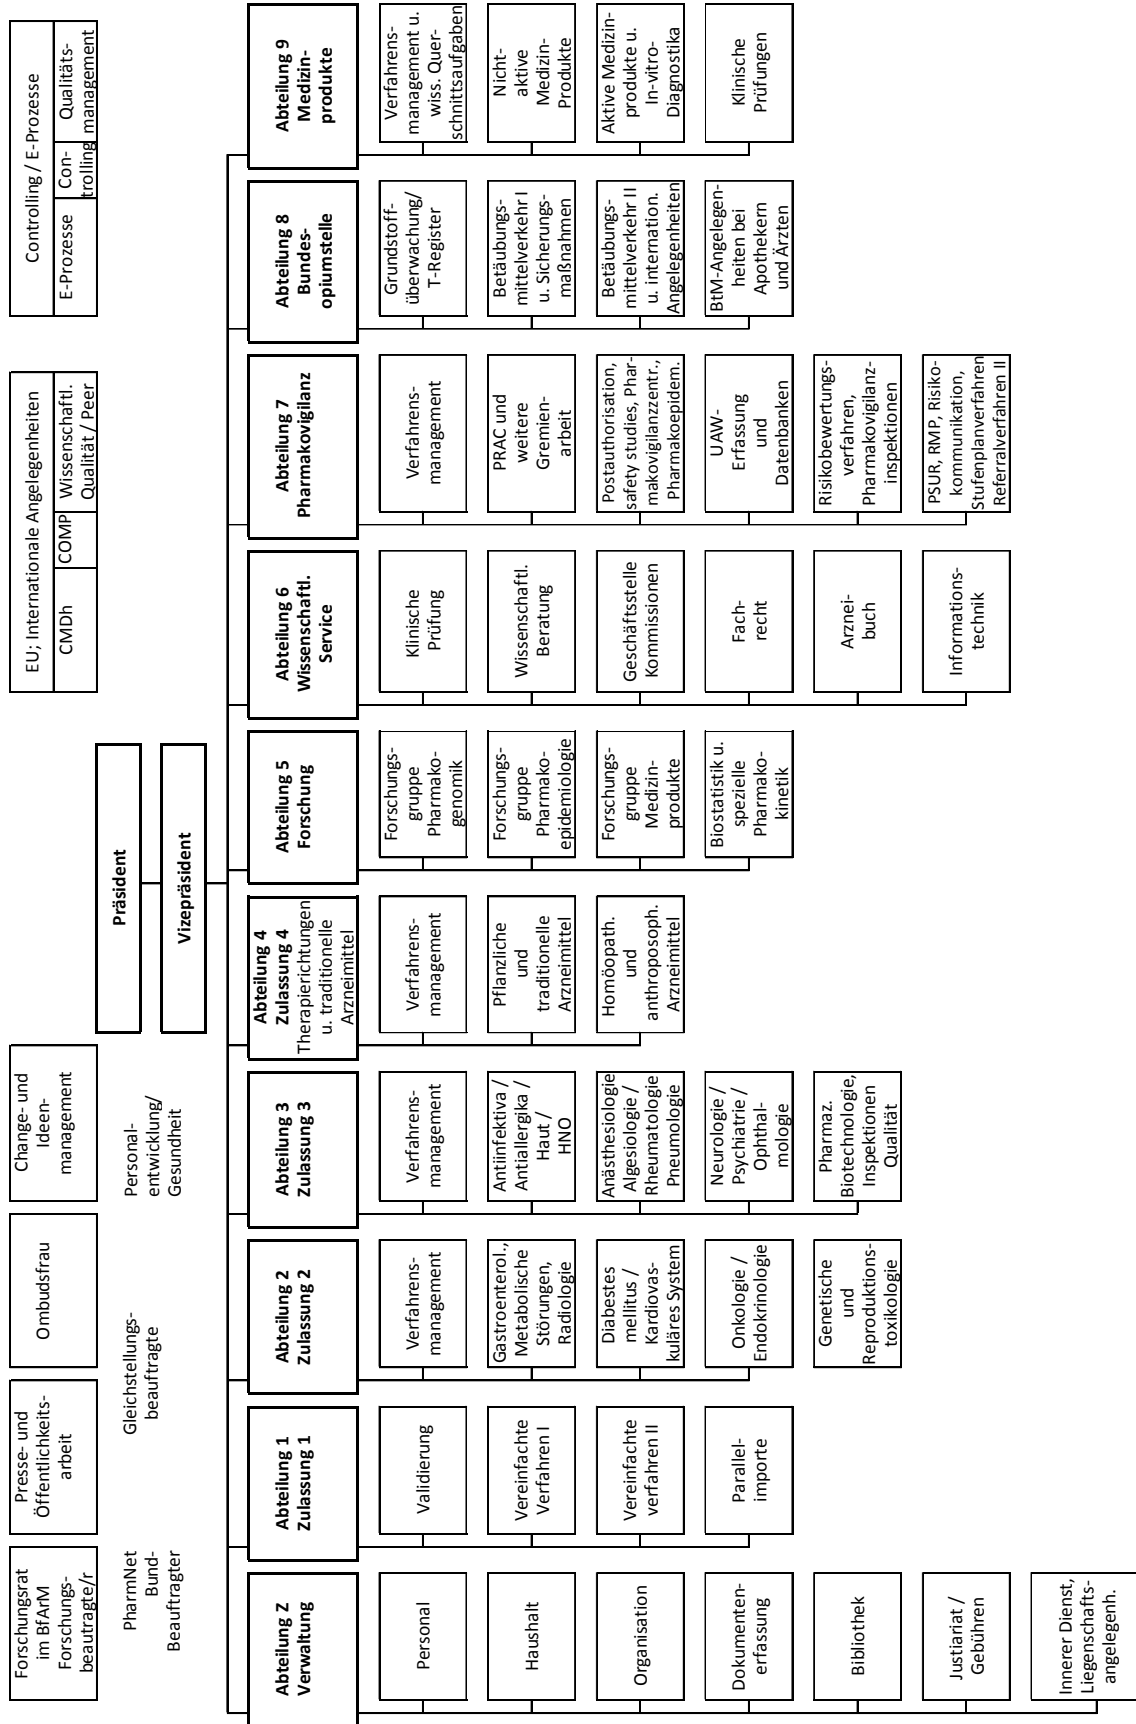 Forschungsrat
im BfArM
Forschungs-
beautragte/r
Presse- und
Öffentlichkeits-
arbeit
Ombudsfrau
Change- und
Ideen-
management
EU; Internationale Angelegenheiten
CMDh
COMP
Wissenschaftl.
Qualität / Peer
Controlling / E-Prozesse
E-Prozesse
Con-
trolling
Qualitäts-
management
PharmNet
Bund-
Beauftragter
Gleichstellungs-
beauftragte
Personal-
entwicklung/
Gesundheit
Präsident
Vizepräsident
Abteilung Z
Verwaltung
Personal
Haushalt
Organisation
Dokumenten-
erfassung
Bibliothek
Justiariat /
Gebühren
Innerer Dienst,
Liegenschafts-
angelegenh.
Abteilung 1
Zulassung 1
Validierung
Vereinfachte
Verfahren I
Vereinfachte
verfahren II
Parallel-
importe
Abteilung 2
Zulassung 2
Verfahrens-
management
Gastroenterol.,
Metabolische
Störungen,
Radiologie
Diabestes
mellitus /
Kardiovas-
kuläres System
Onkologie /
Endokrinologie
Genetische
und
Reproduktions-
toxikologie
Abteilung 3
Zulassung 3
Verfahrens-
management
Antiinfektiva /
Antiallergika /
Haut /
HNO
Anästhesiologie
Algesiologie /
Rheumatologie
Pneumologie
Neurologie /
Psychiatrie /
Ophthal-
mologie
Pharmaz.
Biotechnologie,
Inspektionen
Qualität
Abteilung 4
Zulassung 4
Therapierichtungen
u. traditionelle
Arzneimittel
Verfahrens-
management
Pflanzliche
und
traditionelle
Arzneimittel
Homöopath.
und
anthroposoph.
Arzneimittel
Abteilung 5
Forschung
Forschungs-
gruppe
Pharmako-
genomik
Forschungs-
gruppe
Pharmako-
epidemiologie
Forschungs-
gruppe
Medizin-
produkte
Biostatistik u.
spezielle
Pharmako-
kinetik
Abteilung 6
Wissenschaftl.
Service
Klinische
Prüfung
Wissenschaftl.
Beratung
Geschäftsstelle
Kommissionen
Fach-
recht
Arznei-
buch
Informations-
technik
Abteilung 7
Pharmakovigilanz
Verfahrens-
management
PRAC und
weitere
Gremien-
arbeit
Postauthorisation,
safety studies, Phar-
makovigilanzzentr.,
Pharmakoepidem.
UAW-
Erfassung
und
Datenbanken
Risikobewertungs-
verfahren,
Pharmakovigilanz-
inspektionen
PSUR, RMP, Risiko-
kommunikation,
Stufenplanverfahren
Referralverfahren II
Abteilung 8
Bundes-
opiumstelle
Grundstoff-
überwachung/
T-Register
Betäubungs-
mittelverkehr I
u. Sicherungs-
maßnahmen
Betäubungs-
mittelverkehr II
u. internation.
Angelegenheiten
BtM-Angelegen-
heiten bei
Apothekern
und Ärzten
Abteilung 9
Medizin-
produkte
Verfahrens-
management u.
wiss. Quer-
schnittsaufgaben
Nicht-
aktive
Medizin-
Produkte
Aktive Medizin-
produkte u.
In-vitro-
Diagnostika
Klinische
Prüfungen